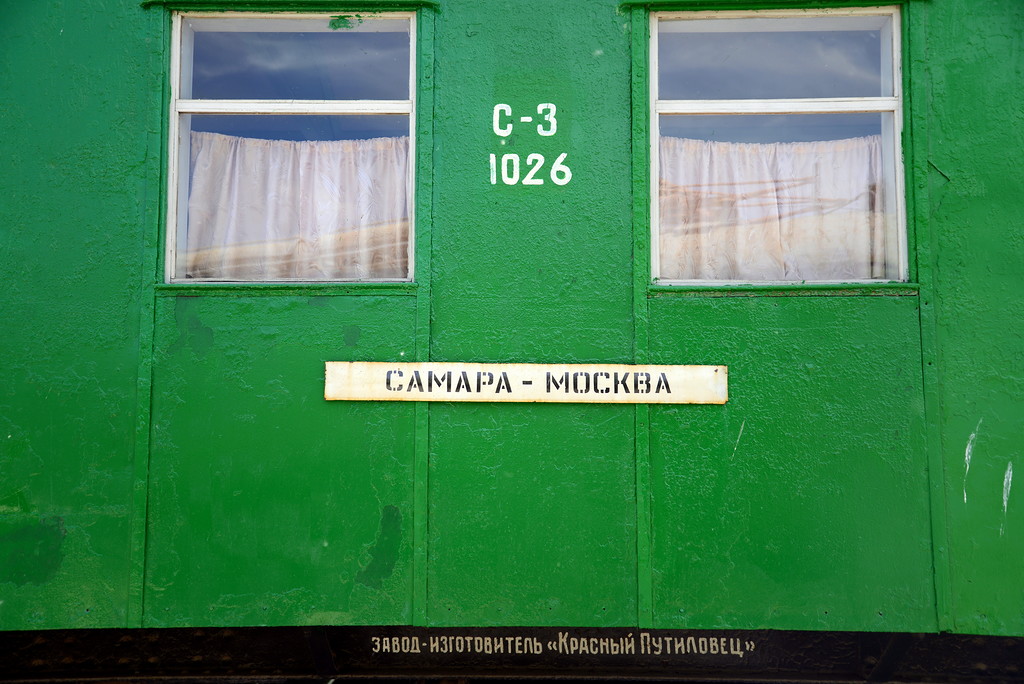 С-3
1026
САМАРА - МОСКВА
ЗАВОД-ИЗГОТОВИТЕЛЬ «КРАСНЫЙ ПУТИЛОВЕЦ»